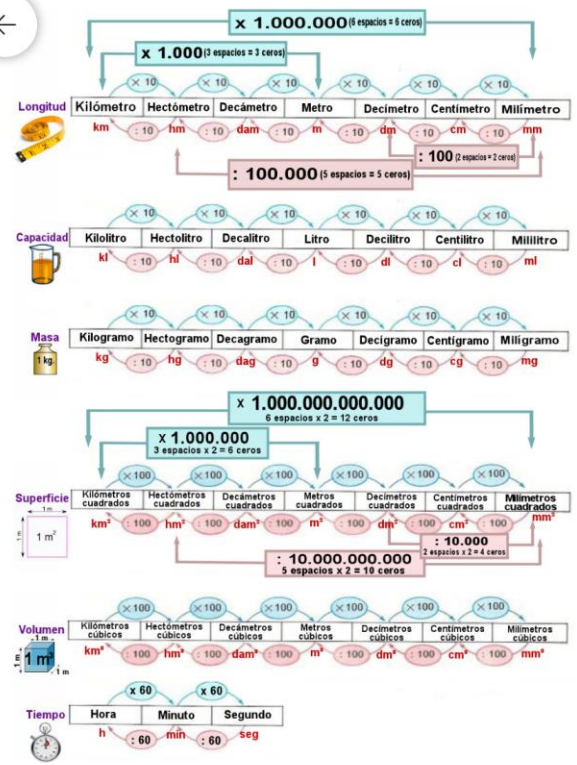 x 1.000.000 (6 espacios = 6 ceros)
x 1.000 (3 espacios = 3 ceros)
x 10 x 10 x 10 x 10 x 10 x 10
Longitud Kilómetro Hectómetro Decámetro Metro Decímetro Centímetro Milímetro
km : 10 hm : 10 dam : 10 m : 10 dm : 10 cm : 10 mm
: 100 (2 espacios = 2 ceros)
: 100.000 (5 espacios = 5 ceros)
x 10 x 10 x 10 x 10 x 10 x 10
Capacidad Kilolitro Hectolitro Decalitro Litro Decilitro Centilitro Mililitro
kl : 10 hl : 10 dal : 10 l : 10 dl : 10 cl : 10 ml
x 10 x 10 x 10 x 10 x 10 x 10
Masa Kilogramo Hectogramo Decagramo Gramo Decigramo Centígramo Milígramo
1 kg.
kg : 10 hg : 10 dag : 10 g : 10 dg : 10 cg : 10 mg
x 1.000.000.000.000
6 espacios x 2 = 12 ceros
x 1.000.000
3 espacios x 2 = 6 ceros
x 100 x 100 x 100 x 100 x 100 x 100
Superficie Kilómetros cuadrados Hectómetros cuadrados Decámetros cuadrados Metros cuadrados Decímetros cuadrados Centímetros cuadrados Milímetros cuadrados
1 m
1 m
1 m²
km² : 100 hm² : 100 dam² : 100 m² : 100 dm² : 100 cm² : 100 mm²
: 10.000
2 espacios x 2 = 4 ceros
: 10.000.000.000
5 espacios x 2 = 10 ceros
x 100 x 100 x 100 x 100 x 100 x 100
Volumen Kilómetros cúbicos Hectómetros cúbicos Decámetros cúbicos Metros cúbicos Decímetros cúbicos Centímetros cúbicos Milímetros cúbicos
1 m
1 m
1 m³
1 m
km³ : 100 hm³ : 100 dam³ : 100 m³ : 100 dm³ : 100 cm³ : 100 mm³
x 60 x 60
Tiempo Hora Minuto Segundo
h : 60 min : 60 seg